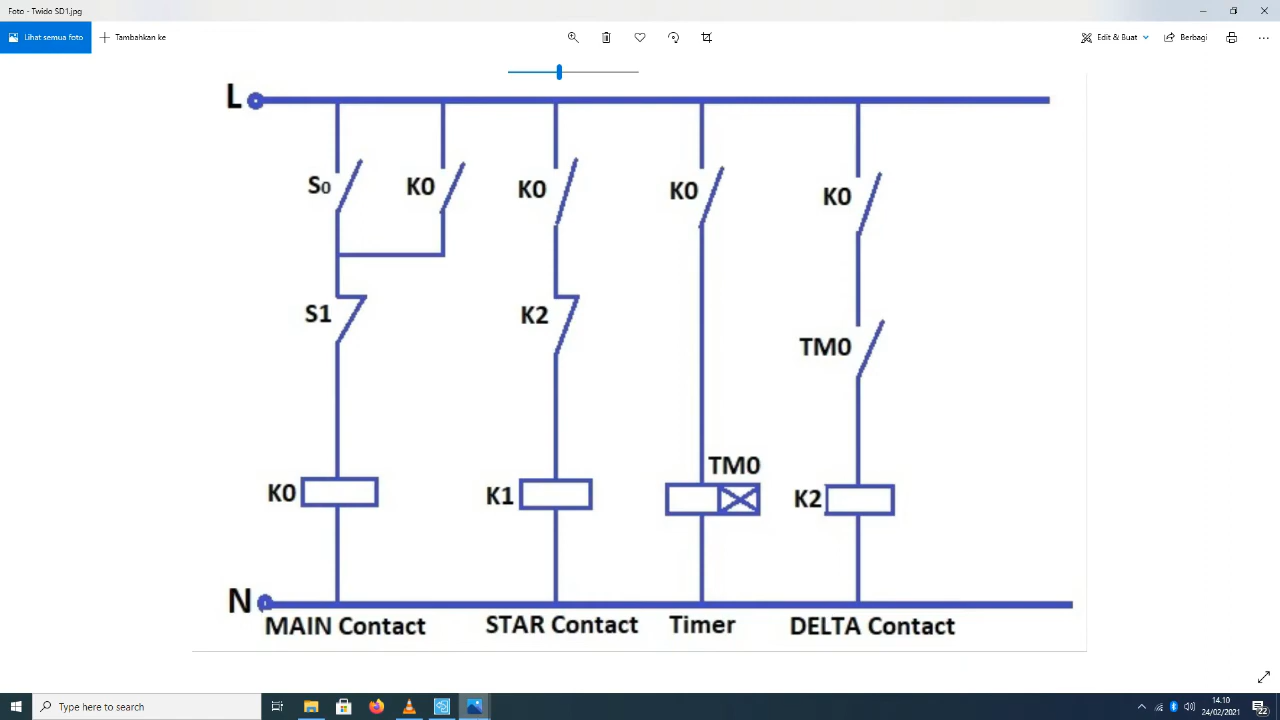 Foto - Twido SD1.jpg
Lihat semua foto
Tambahkan ke
Edit & Buat
Berbagi
L
S0
K0
K0
K0
K0
S1
K2
TM0
TM0
K0
K1
K2
N
MAIN Contact
STAR Contact
Timer
DELTA Contact
Type here to search
14.10
24/02/2021
22